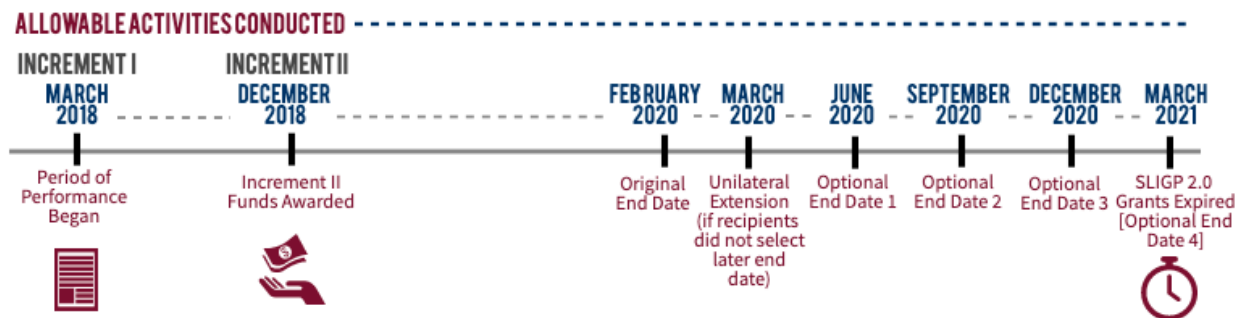 ALLOWABLE ACTIVITIES CONDUCTED
INCREMENT I
MARCH
2018
Period of
Performance
Began
INCREMENT II
DECEMBER
2018
Increment II
Funds Awarded
$
FEBRUARY
2020
Original
End Date
MARCH
2020
Unilateral
Extension
(if recipients
did not select
later end
date)
JUNE
2020
Optional
End Date 1
SEPTEMBER
2020
Optional
End Date 2
DECEMBER
2020
Optional
End Date 3
MARCH
2021
SLIGP 2.0
Grants Expired
[Optional End
Date 4]